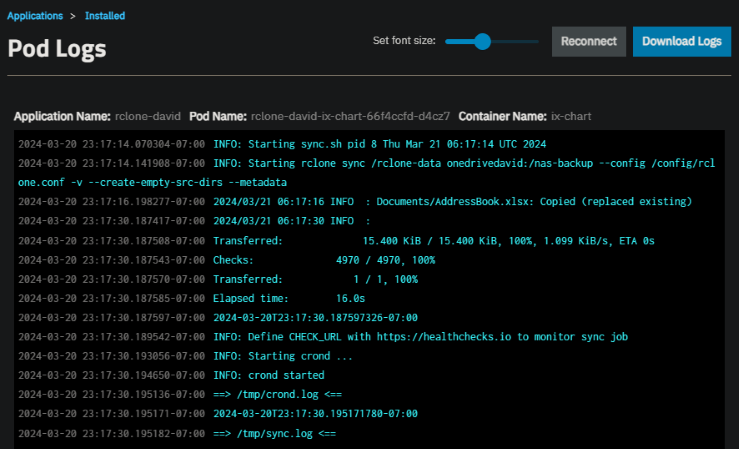 Applications > Installed
Pod Logs
Set font size:
Reconnect
Download Logs
Application Name: rclone-david Pod Name: rclone-david-ix-chart-66f4ccfd-d4cz7 Container Name: ix-chart
2024-03-20 23:17:14.070304-07:00 INFO: Starting sync.sh pid 8 Thu Mar 21 06:17:14 UTC 2024
2024-03-20 23:17:14.141908-07:00 INFO: Starting rclone sync /rclone-data onedrivedavid:/nas-backup --config /config/rcl
one.conf -v --create-empty-src-dirs --metadata
2024-03-20 23:17:16.198277-07:00 2024/03/21 06:17:16 INFO : Documents/AddressBook.xlsx: Copied (replaced existing)
2024-03-20 23:17:30.187417-07:00 2024/03/21 06:17:30 INFO :
2024-03-20 23:17:30.187508-07:00 Transferred: 15.400 KiB / 15.400 KiB, 100%, 1.099 KiB/s, ETA 0s
2024-03-20 23:17:30.187543-07:00 Checks: 4970 / 4970, 100%
2024-03-20 23:17:30.187570-07:00 Transferred: 1 / 1, 100%
2024-03-20 23:17:30.187585-07:00 Elapsed time: 16.0s
2024-03-20 23:17:30.187597-07:00 2024-03-20T23:17:30.187597326-07:00
2024-03-20 23:17:30.189542-07:00 INFO: Define CHECK_URL with https://healthchecks.io to monitor sync job
2024-03-20 23:17:30.193056-07:00 INFO: Starting crond ...
2024-03-20 23:17:30.194650-07:00 INFO: crond started
2024-03-20 23:17:30.195136-07:00 ==> /tmp/crond.log <==
2024-03-20 23:17:30.195171-07:00 2024-03-20T23:17:30.195171780-07:00
2024-03-20 23:17:30.195182-07:00 ==> /tmp/sync.log <==